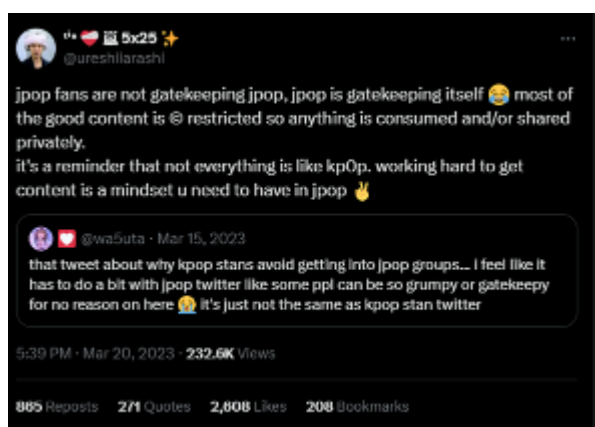 5x25
@ureshiiarashi
jpop fans are not gatekeeping jpop, jpop is gatekeeping itself 😂 most of
the good content is © restricted so anything is consumed and/or shared
privately.
it's a reminder that not everything is like kp0p. working hard to get
content is a mindset u need to have in jpop ✌
@wa5uta · Mar 15, 2023
that tweet about why kpop stans avoid getting into jpop groups... i feel like it
has to do a bit with jpop twitter like some ppl can be so grumpy or gatekeepy
for no reason on here 😭 it's just not the same as kpop stan twitter
5:39 PM · Mar 20, 2023 · 232.6K Views
865 Reposts 271 Quotes 2,608 Likes 208 Bookmarks